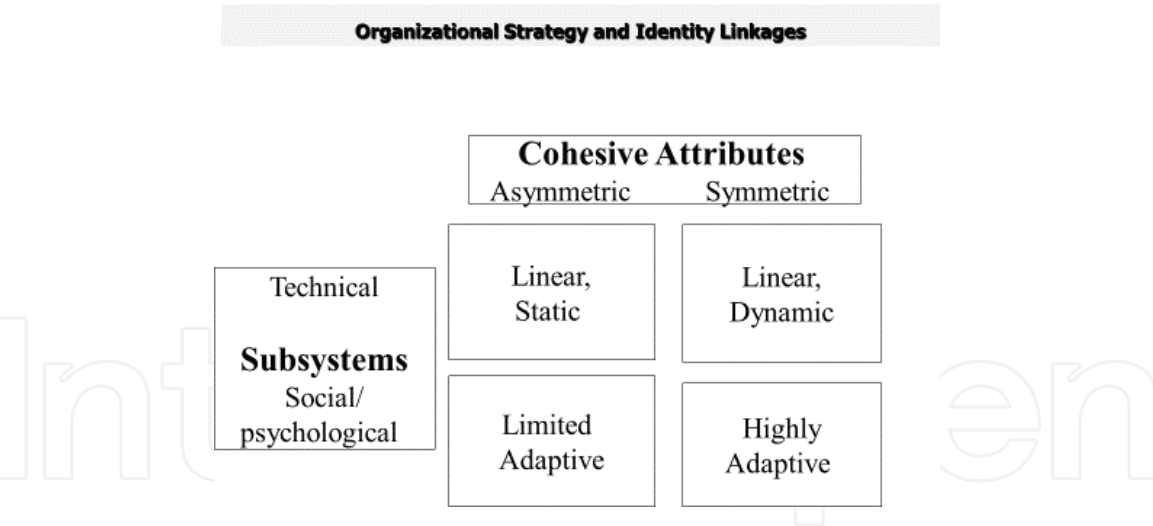 Organizational Strategy and Identity Linkages
Cohesive Attributes
Asymmetric Symmetric
Technical
Subsystems
Social/
psychological
Linear,
Static
Linear,
Dynamic
Limited
Adaptive
Highly
Adaptive